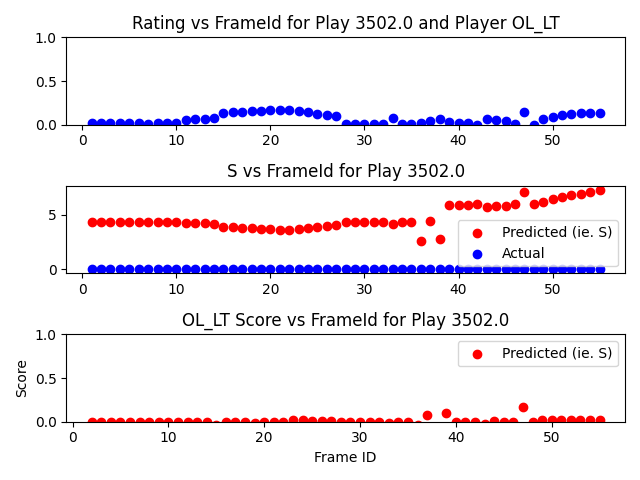 Rating vs FrameId for Play 3502.0 and Player OL_LT
1.0
0.5
0.0
0 10 20 30 40 50
S vs FrameId for Play 3502.0
5
0
Predicted (ie. S)
Actual
0 10 20 30 40 50
OL_LT Score vs FrameId for Play 3502.0
1.0
0.5
0.0
Score
Predicted (ie. S)
0 10 20 30 40 50
Frame ID